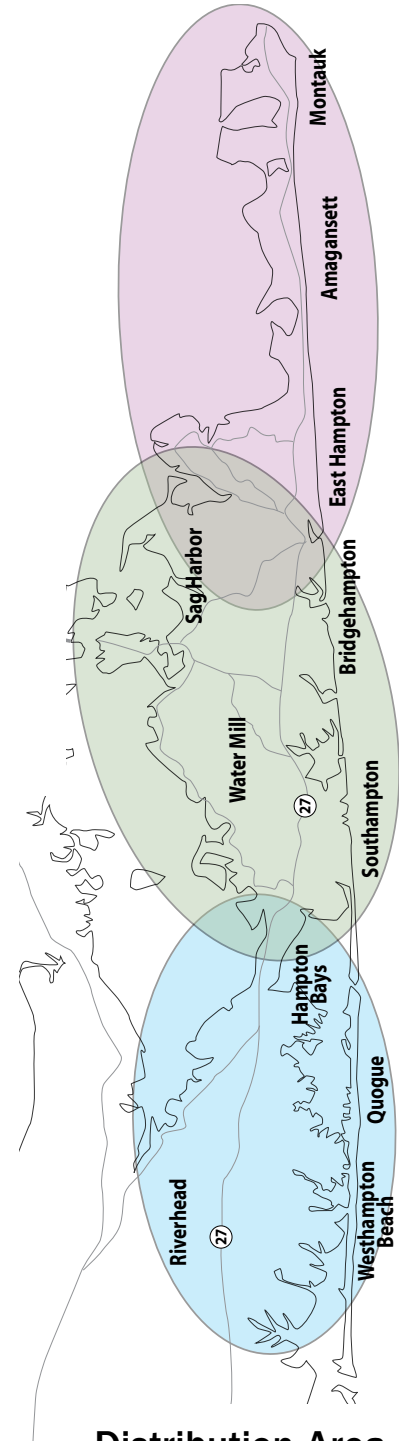 Montauk
Amagansett
East Hampton
Sag Harbor
Bridgehampton
Water Mill
27
Southampton
Hampton
Bays
Quogue
Riverhead
27
Westhampton
Beach
Distribution Area